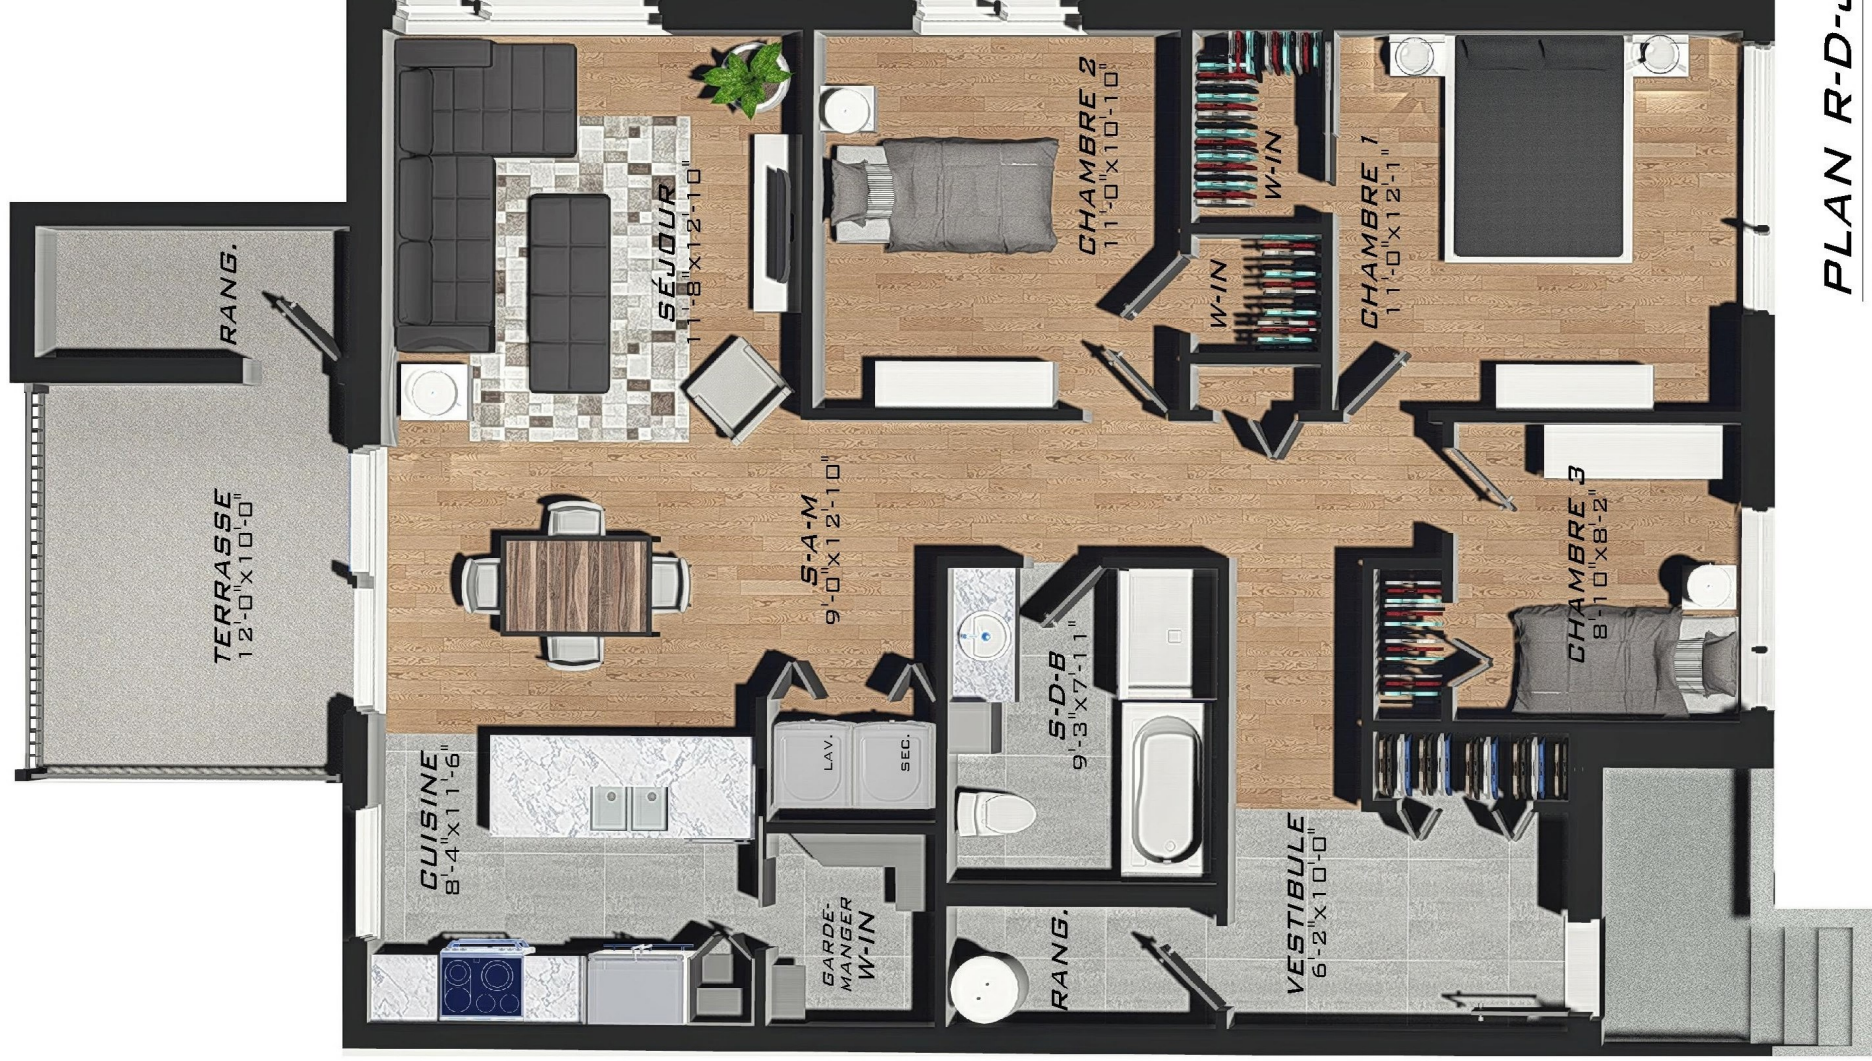 RANG.
TERRASSE
12'-0"x10'-0"
SÉJOUR
11'-8"x12'-10"
CHAMBRE 2
11'-0"x10'-10"
W-IN
W-IN
CHAMBRE 1
11'-0"x12'-1"
S-A-M
9'-0"x12'-10"
CHAMBRE 3
8'-10"x8'-2"
CUISINE
8'-4"x11'-6"
LAV.
SEC.
S-D-B
9'-3"x7'-11"
GARDE-
MANGER
W-IN
RANG.
VESTIBULE
6'-2"x10'-0"
PLAN R-D-